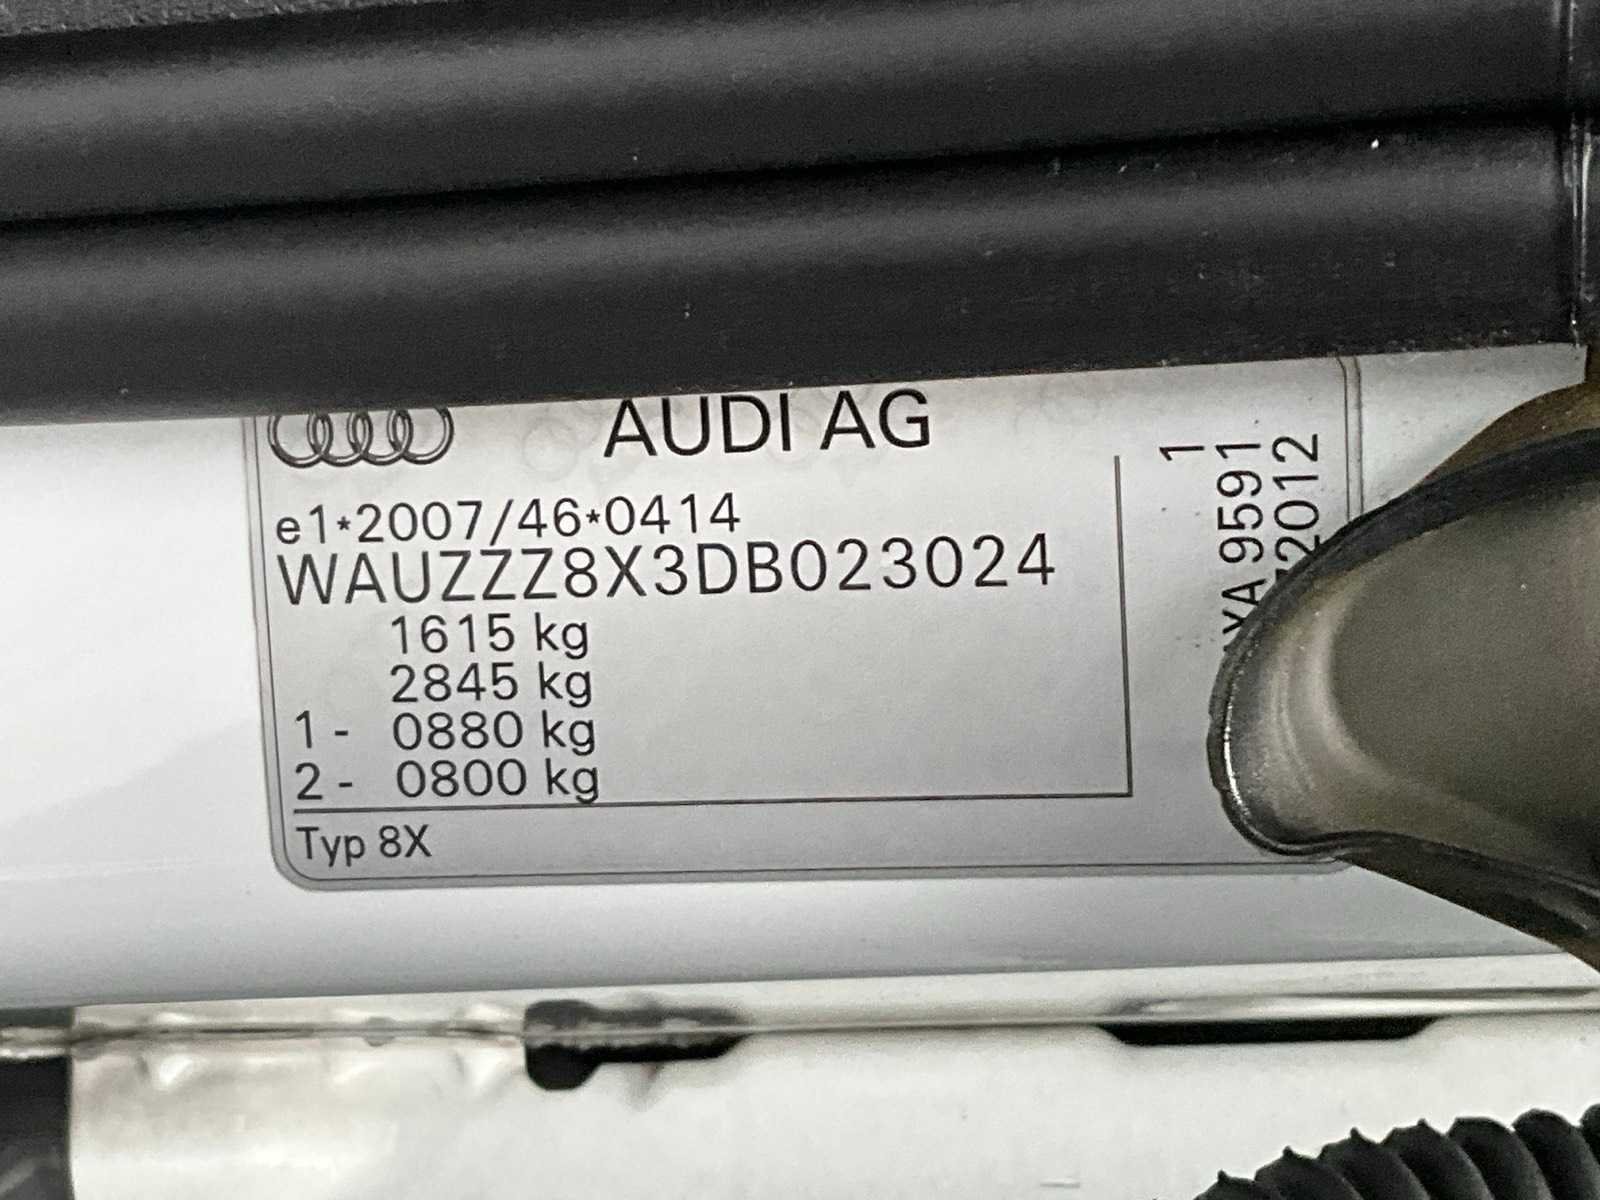 AUDI AG
e1*2007/46*0414
WAUZZZ8X3DB023024
1615 kg
2845 kg
1- 0880 kg
2- 0800 kg
Typ 8X
1
XA9591
2012